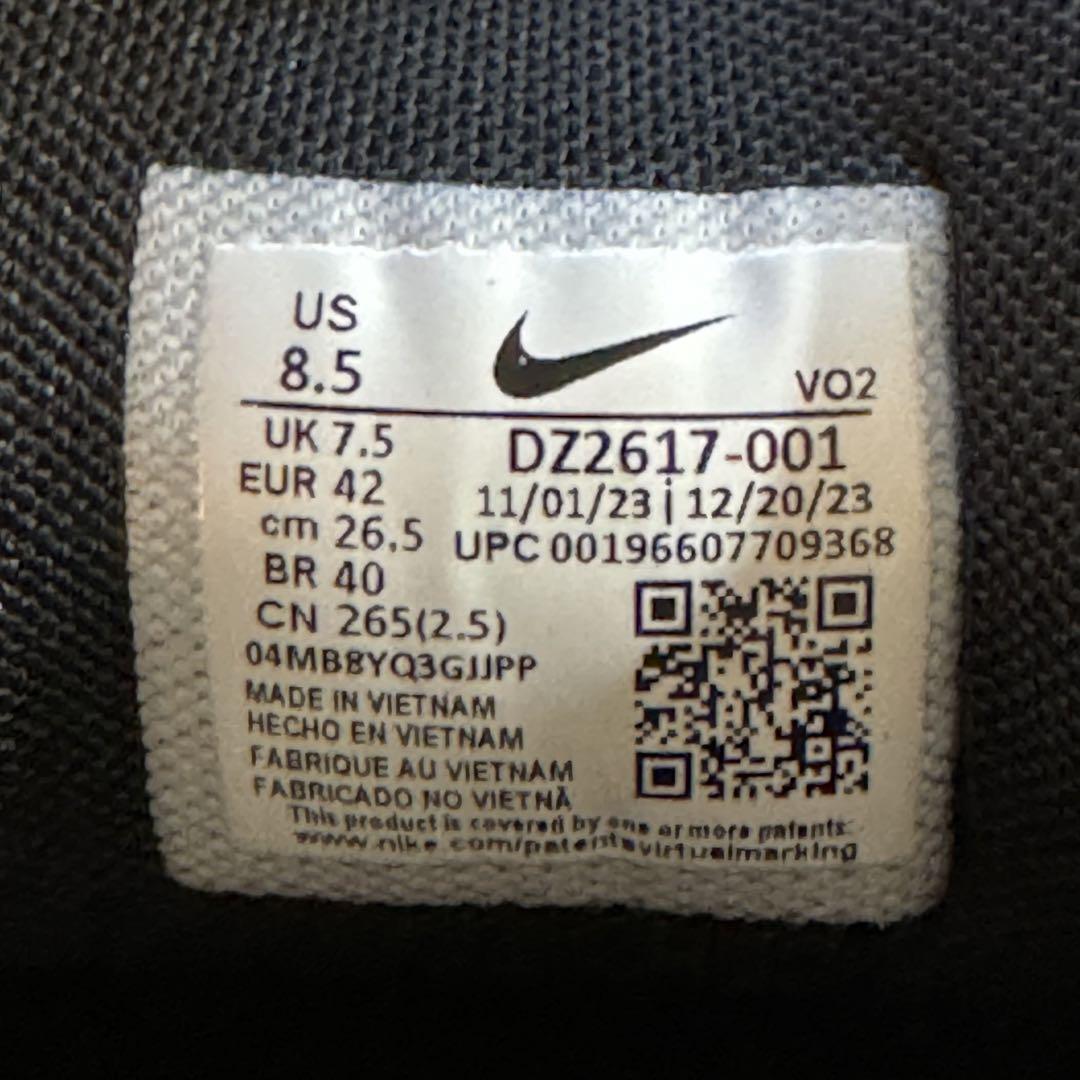 US
8.5
VO2
UK 7.5
EUR 42
cm 26.5
BR 40
CN 265(2.5)
04MB8YQ3GJJPP
DZ2617-001
11/01/23 | 12/20/23
UPC 00196607709368
MADE IN VIETNAM
HECHO EN VIETNAM
FABRIQUE AU VIETNAM
FABRICADO NO VIETNÃ
This product is covered by one or more patents:
www.nike.com/patentsvirtualmarking